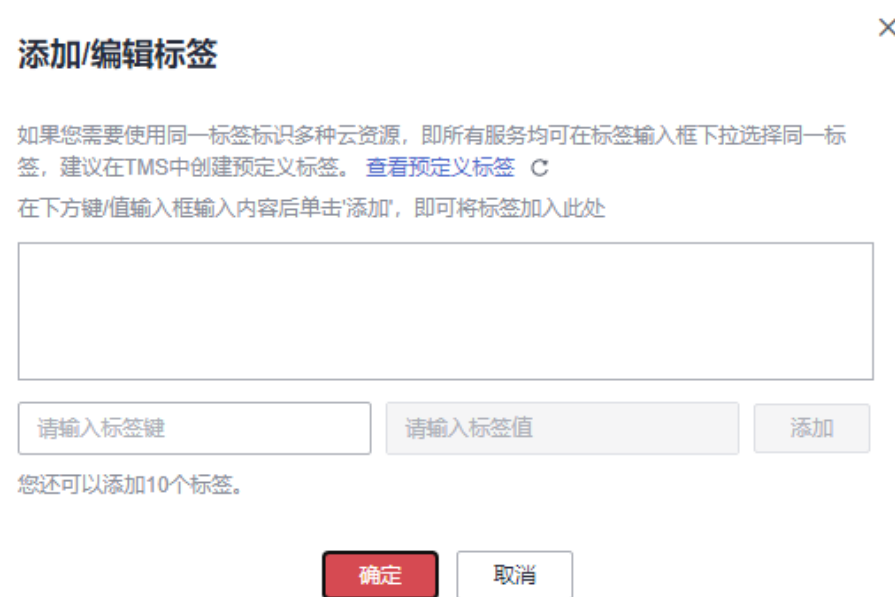 添加/编辑标签
如果您需要使用同一标签标识多种云资源，即所有服务均可在标签输入框下拉选择同一标
签，建议在TMS中创建预定义标签。 查看预定义标签
在下方键/值输入框输入内容后单击'添加'，即可将标签加入此处
请输入标签键 请输入标签值 添加
您还可以添加10个标签。
确定 取消